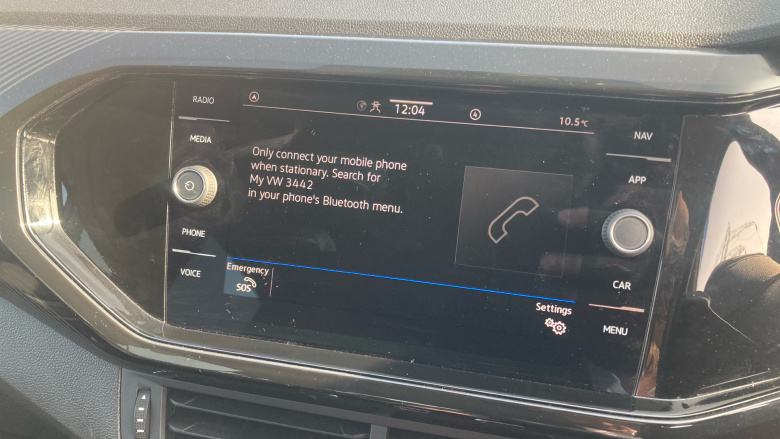 RADIO
MEDIA
PHONE
VOICE
12:04
10.5°C
Only connect your mobile phone
when stationary. Search for
My VW 3442
in your phone's Bluetooth menu.
Emergency
SOS
Settings
NAV
APP
CAR
MENU